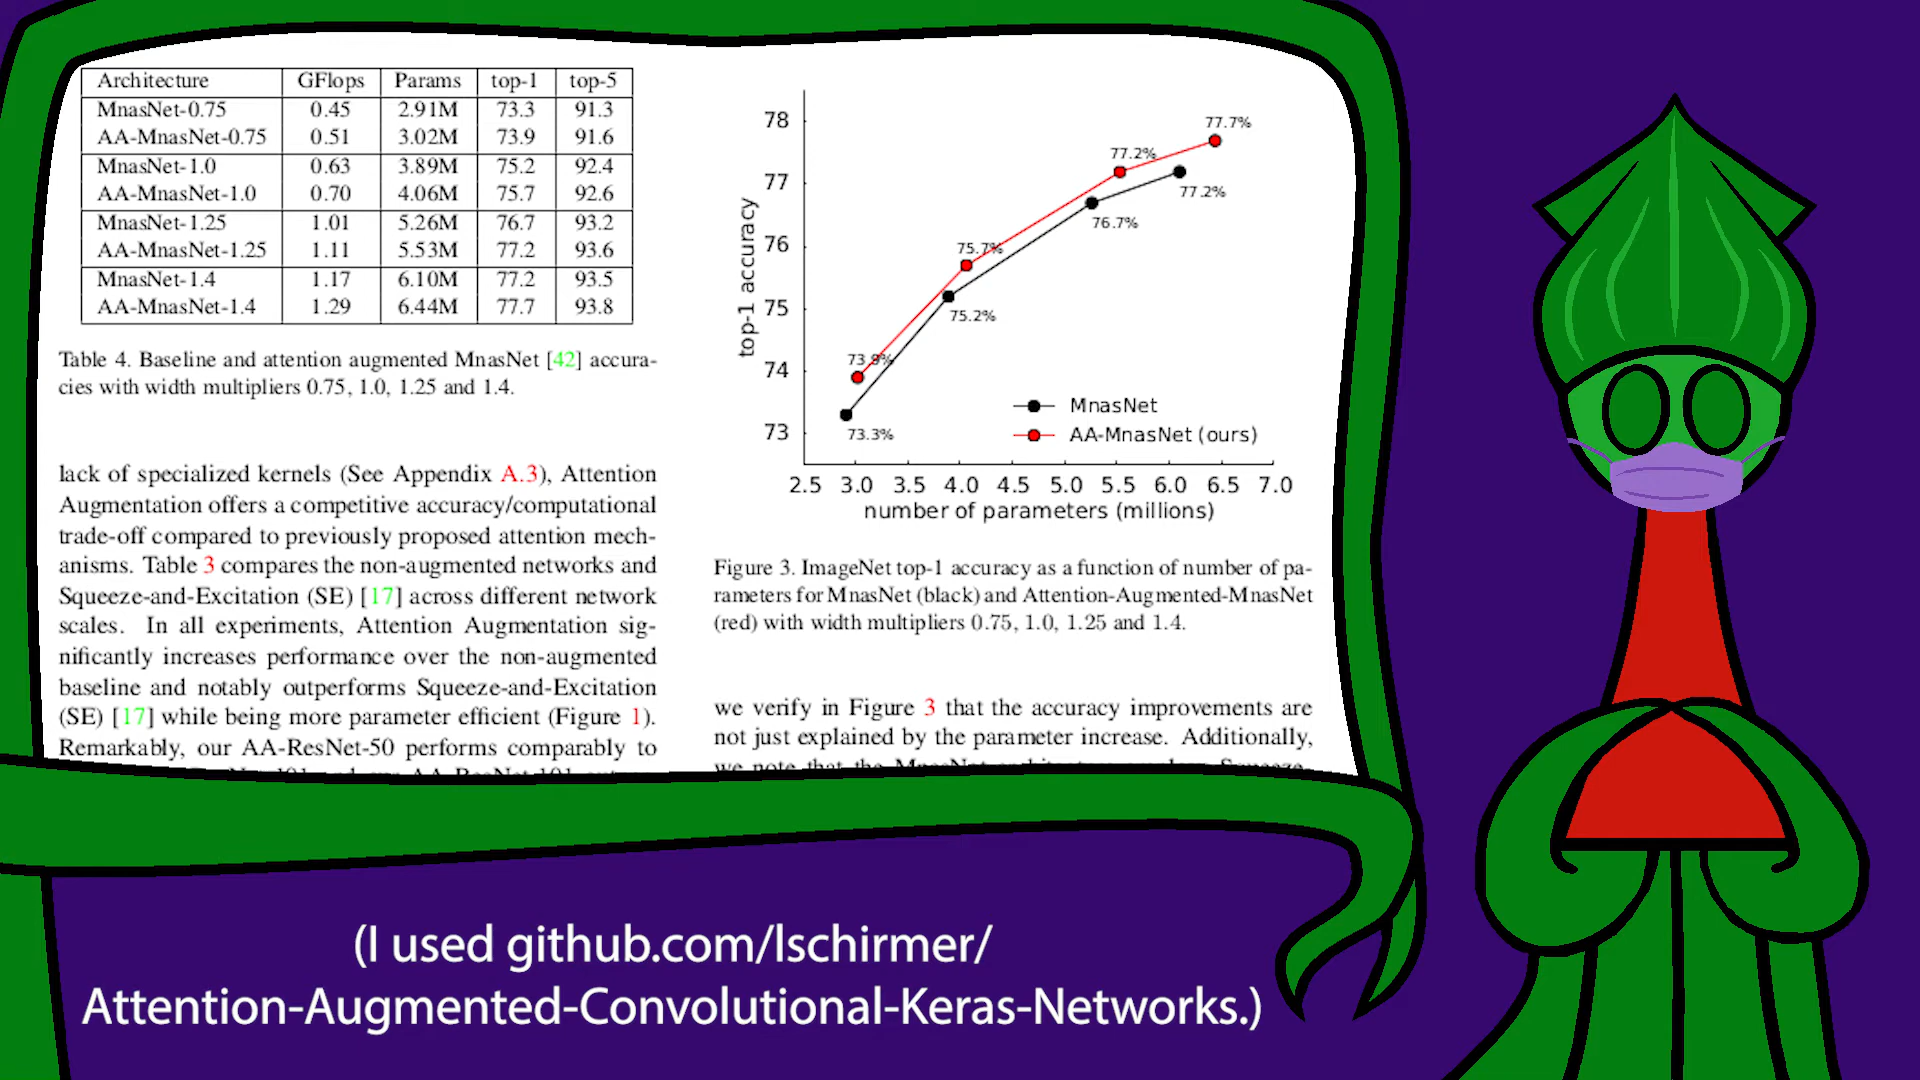 Architecture GFlops Params top-1 top-5
MnasNet-0.75 0.45 2.91M 73.3 91.3
AA-MnasNet-0.75 0.51 3.02M 73.9 91.6
MnasNet-1.0 0.63 3.89M 75.2 92.4
AA-MnasNet-1.0 0.70 4.06M 75.7 92.6
MnasNet-1.25 1.01 5.26M 76.7 93.2
AA-MnasNet-1.25 1.11 5.53M 77.2 93.6
MnasNet-1.4 1.17 6.10M 77.2 93.5
AA-MnasNet-1.4 1.29 6.44M 77.7 93.8
Table 4. Baseline and attention augmented MnasNet [42] accura-
cies with width multipliers 0.75, 1.0, 1.25 and 1.4.
lack of specialized kernels (See Appendix A.3), Attention
Augmentation offers a competitive accuracy/computational
trade-off compared to previously proposed attention mech-
anisms. Table 3 compares the non-augmented networks and
Squeeze-and-Excitation (SE) [17] across different network
scales. In all experiments, Attention Augmentation sig-
nificantly increases performance over the non-augmented
baseline and notably outperforms Squeeze-and-Excitation
(SE) [17] while being more parameter efficient (Figure 1).
Remarkably, our AA-ResNet-50 performs comparably to
78
77
76
75
74
73
top-1 accuracy
77.7%
77.2%
77.2%
76.7%
75.7%
75.2%
73.9%
73.3%
MnasNet
AA-MnasNet (ours)
2.5 3.0 3.5 4.0 4.5 5.0 5.5 6.0 6.5 7.0
number of parameters (millions)
Figure 3. ImageNet top-1 accuracy as a function of number of pa-
rameters for MnasNet (black) and Attention-Augmented-MnasNet
(red) with width multipliers 0.75, 1.0, 1.25 and 1.4.
we verify in Figure 3 that the accuracy improvements are
not just explained by the parameter increase. Additionally,
we note that the MnasNet
(I used github.com/lschirmer/
Attention-Augmented-Convolutional-Keras-Networks.)